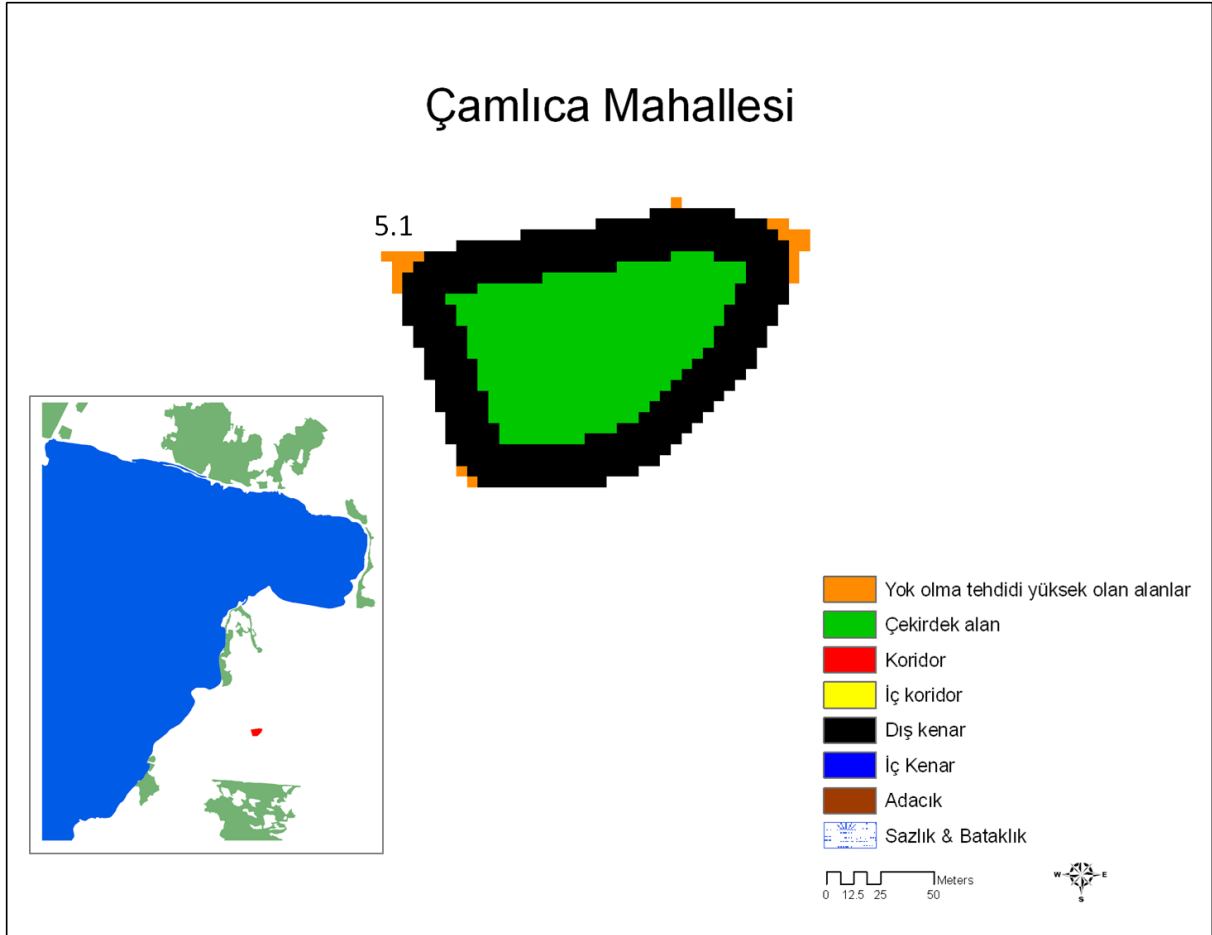 Çamlıca Mahallesi
5.1
Yok olma tehdidi yüksek olan alanlar
Çekirdek alan
Koridor
İç koridor
Dış kenar
İç Kenar
Adacık
Sazlık & Bataklık
Meters
0 12.5 25 50
N
W E
S